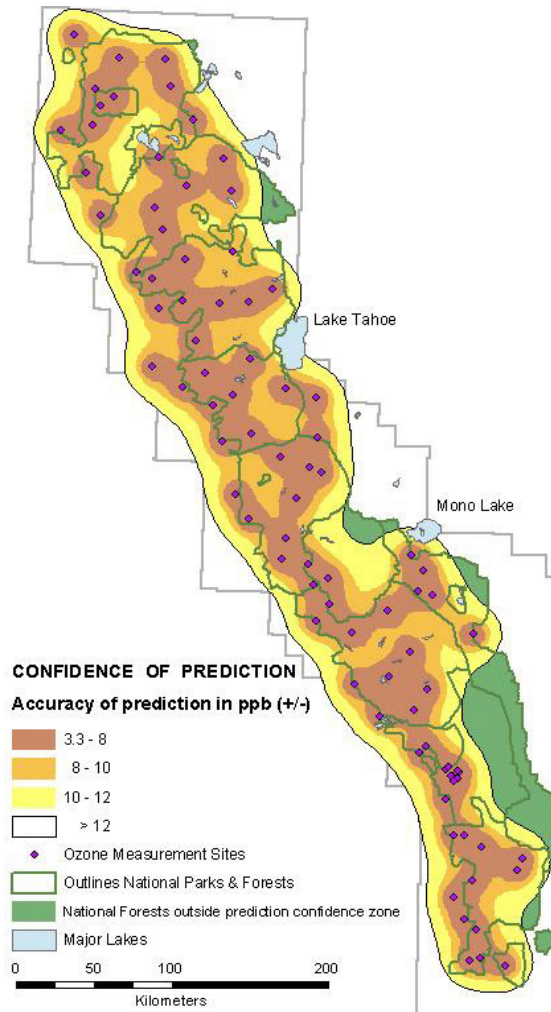 Lake Tahoe
Mono Lake
CONFIDENCE OF PREDICTION
Accuracy of prediction in ppb (+/-)
3.3 - 8
8 - 10
10 - 12
> 12
Ozone Measurement Sites
Outlines National Parks & Forests
National Forests outside prediction confidence zone
Major Lakes
0 50 100 200
Kilometers